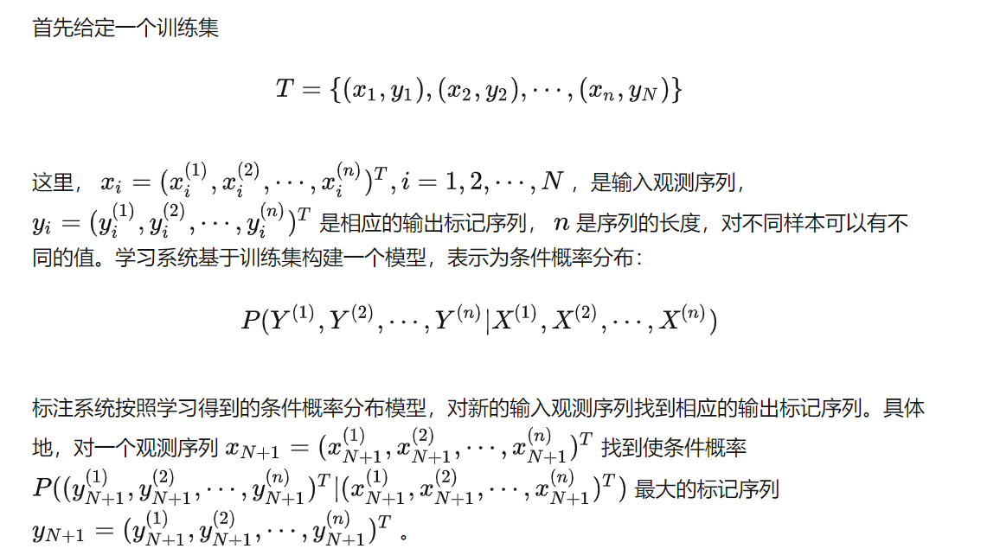 首先给定一个训练集
$T = \{(x_1, y_1), (x_2, y_2), \cdots, (x_n, y_N)\}$
这里， $x_i = (x_i^{(1)}, x_i^{(2)}, \cdots, x_i^{(n)})^T, i = 1, 2, \cdots, N$ ，是输入观测序列，
$y_i = (y_i^{(1)}, y_i^{(2)}, \cdots, y_i^{(n)})^T$ 是相应的输出标记序列， $n$ 是序列的长度，对不同样本可以有不
同的值。学习系统基于训练集构建一个模型，表示为条件概率分布：
$P(Y^{(1)}, Y^{(2)}, \cdots, Y^{(n)} | X^{(1)}, X^{(2)}, \cdots, X^{(n)})$
标注系统按照学习得到的条件概率分布模型，对新的输入观测序列找到相应的输出标记序列。具体
地，对一个观测序列 $x_{N+1} = (x_{N+1}^{(1)}, x_{N+1}^{(2)}, \cdots, x_{N+1}^{(n)})^T$ 找到使条件概率
$P((y_{N+1}^{(1)}, y_{N+1}^{(2)}, \cdots, y_{N+1}^{(n)})^T | (x_{N+1}^{(1)}, x_{N+1}^{(2)}, \cdots, x_{N+1}^{(n)})^T)$ 最大的标记序列
$y_{N+1} = (y_{N+1}^{(1)}, y_{N+1}^{(2)}, \cdots, y_{N+1}^{(n)})^T$ 。